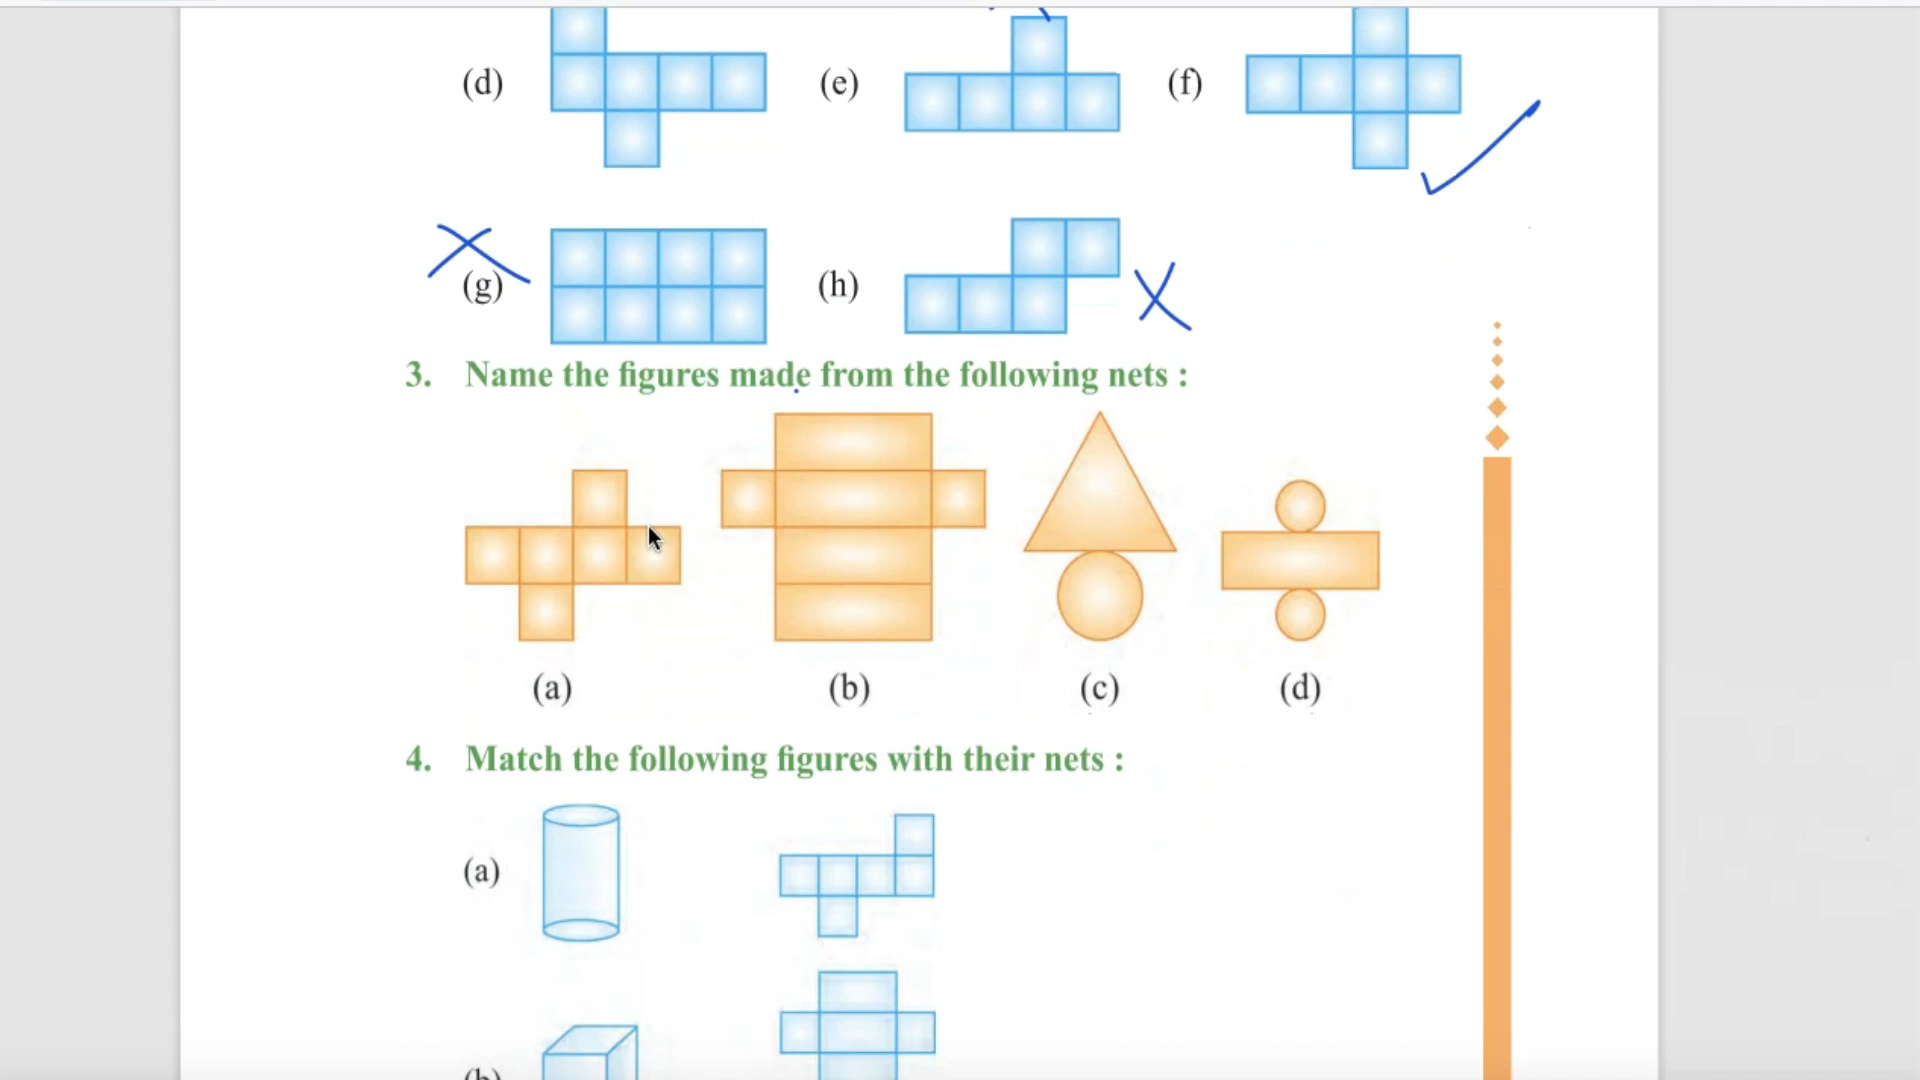 (d) (e) (f)
(g) (h)
3. Name the figures made from the following nets :
(a) (b) (c) (d)
4. Match the following figures with their nets :
(a)